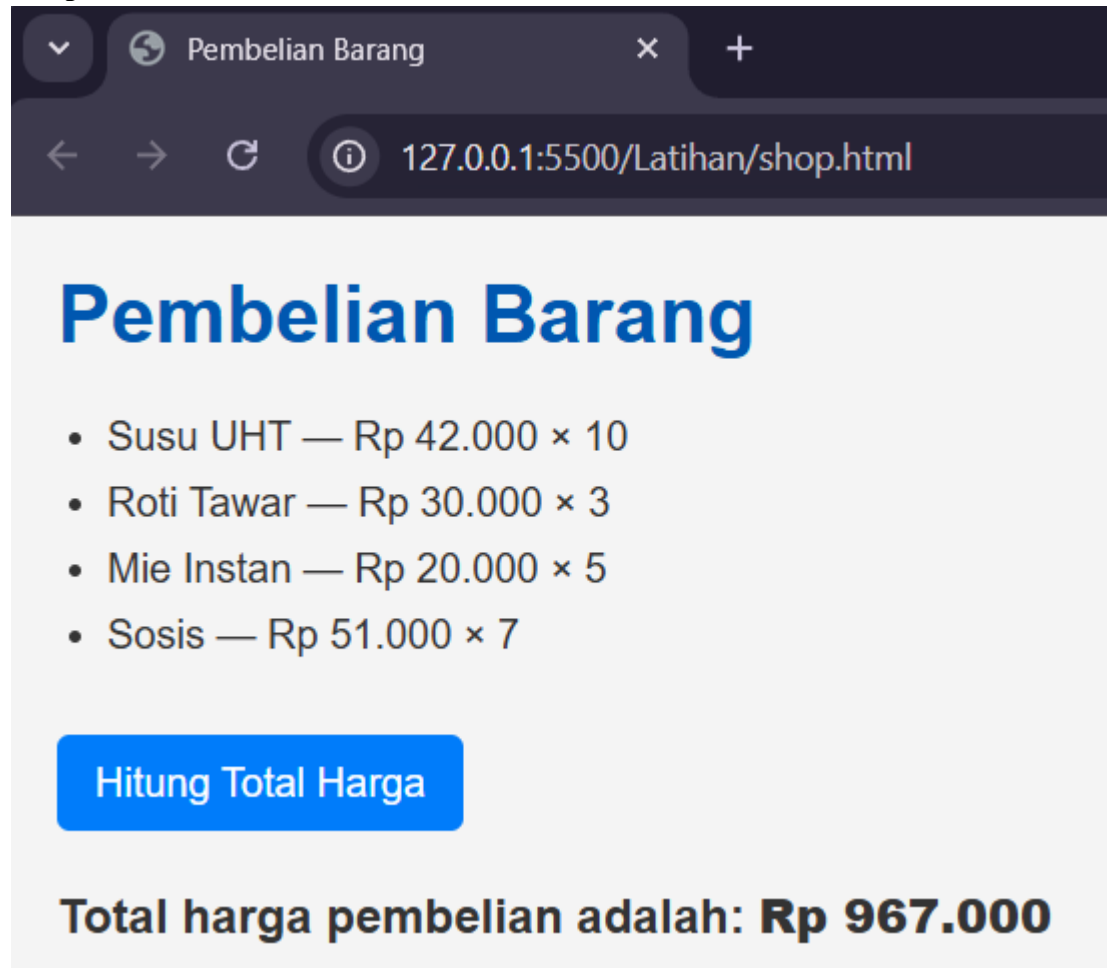 Pembelian Barang
127.0.0.1:5500/Latihan/shop.html
Pembelian Barang
• Susu UHT — Rp 42.000 × 10
• Roti Tawar — Rp 30.000 × 3
• Mie Instan — Rp 20.000 × 5
• Sosis — Rp 51.000 × 7
Hitung Total Harga
Total harga pembelian adalah: Rp 967.000